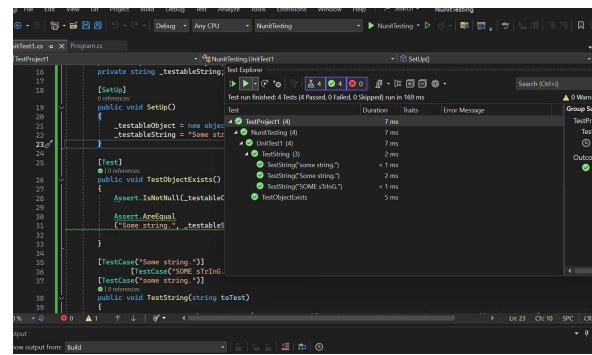 File Edit View Git Project Build Debug Test Analyze Tools Extensions Window Help Search NunitTesting
Debug Any CPU NunitTesting NunitTesting
UnitTest1.cs Program.cs
TestProject1 NunitTesting.UnitTest1 SetUp()
16 private string _testableString;
17
18 [SetUp]
0 references
19 public void SetUp()
20 {
21 _testableObject = new objec
22 _testableString = "Some str
23 }
24
25 [Test]
0 references
26 public void TestObjectExists()
27 {
28 Assert.IsNotNull(_testableO
29
30 Assert.AreEqual
31 ("Some string.", _testableS
32
33 }
34
35 [TestCase("Some string.")]
36 [TestCase("SOME sTrInG.
37 [TestCase("some string.")]
0 references
38 public void TestString(string toTest)
39 {
Test Explorer
4 4 0
Search (Ctrl+I)
Test run finished: 4 Tests (4 Passed, 0 Failed, 0 Skipped) run in 169 ms
0 Warn
Test Duration Traits Error Message
Group Su
TestProject1 (4) 7 ms
NunitTesting (4) 7 ms
UnitTest1 (4) 7 ms
TestString (3) 2 ms
TestString("some string.") < 1 ms
TestString("Some string.") 2 ms
TestString("SOME sTrInG.") < 1 ms
TestObjectExists 5 ms
TestPr
Tes
Outco
0 1 Ln: 23 Ch: 10 SPC CR
tput
how output from: Build